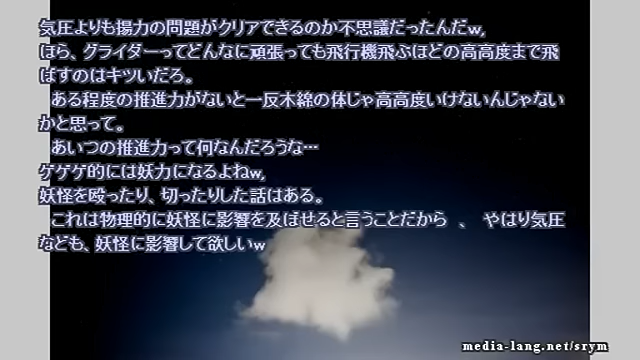 気圧よりも揚力の問題がクリアできるのか不思議だったんだw,
ほら、グライダーってどんなに頑張っても飛行機飛ぶほどの高高度まで飛
ばすのはキツいだろ。
　ある程度の推進力がないと一反木綿の体じゃ高高度いけないんじゃない
かと思って。
　あいつの推進力って何なんだろうな…
ゲゲゲ的には妖力になるよねw,
妖怪を殴ったり、切ったりした話はある。
　これは物理的に妖怪に影響を及ぼせると言うことだから　、　やはり気圧
なども、妖怪に影響して欲しいw
media-lang.net/srym